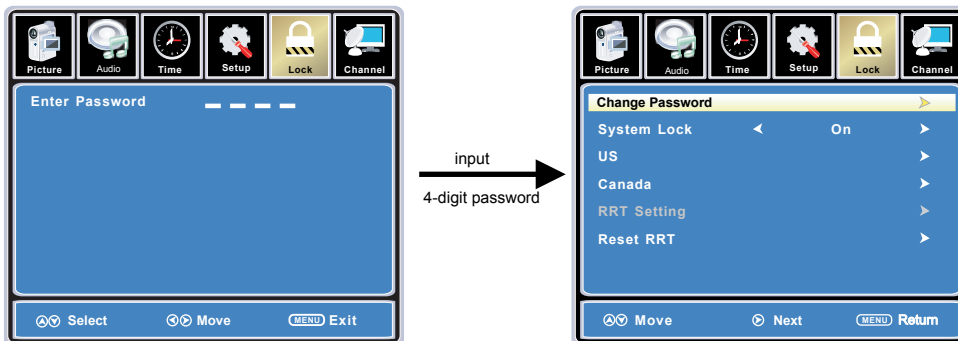 Picture Audio Time Setup Lock Channel
Enter Password _ _ _ _
Select Move MENU Exit
input
4-digit password
Picture Audio Time Setup Lock Channel
Change Password
System Lock On
US
Canada
RRT Setting
Reset RRT
Move Next MENU Return